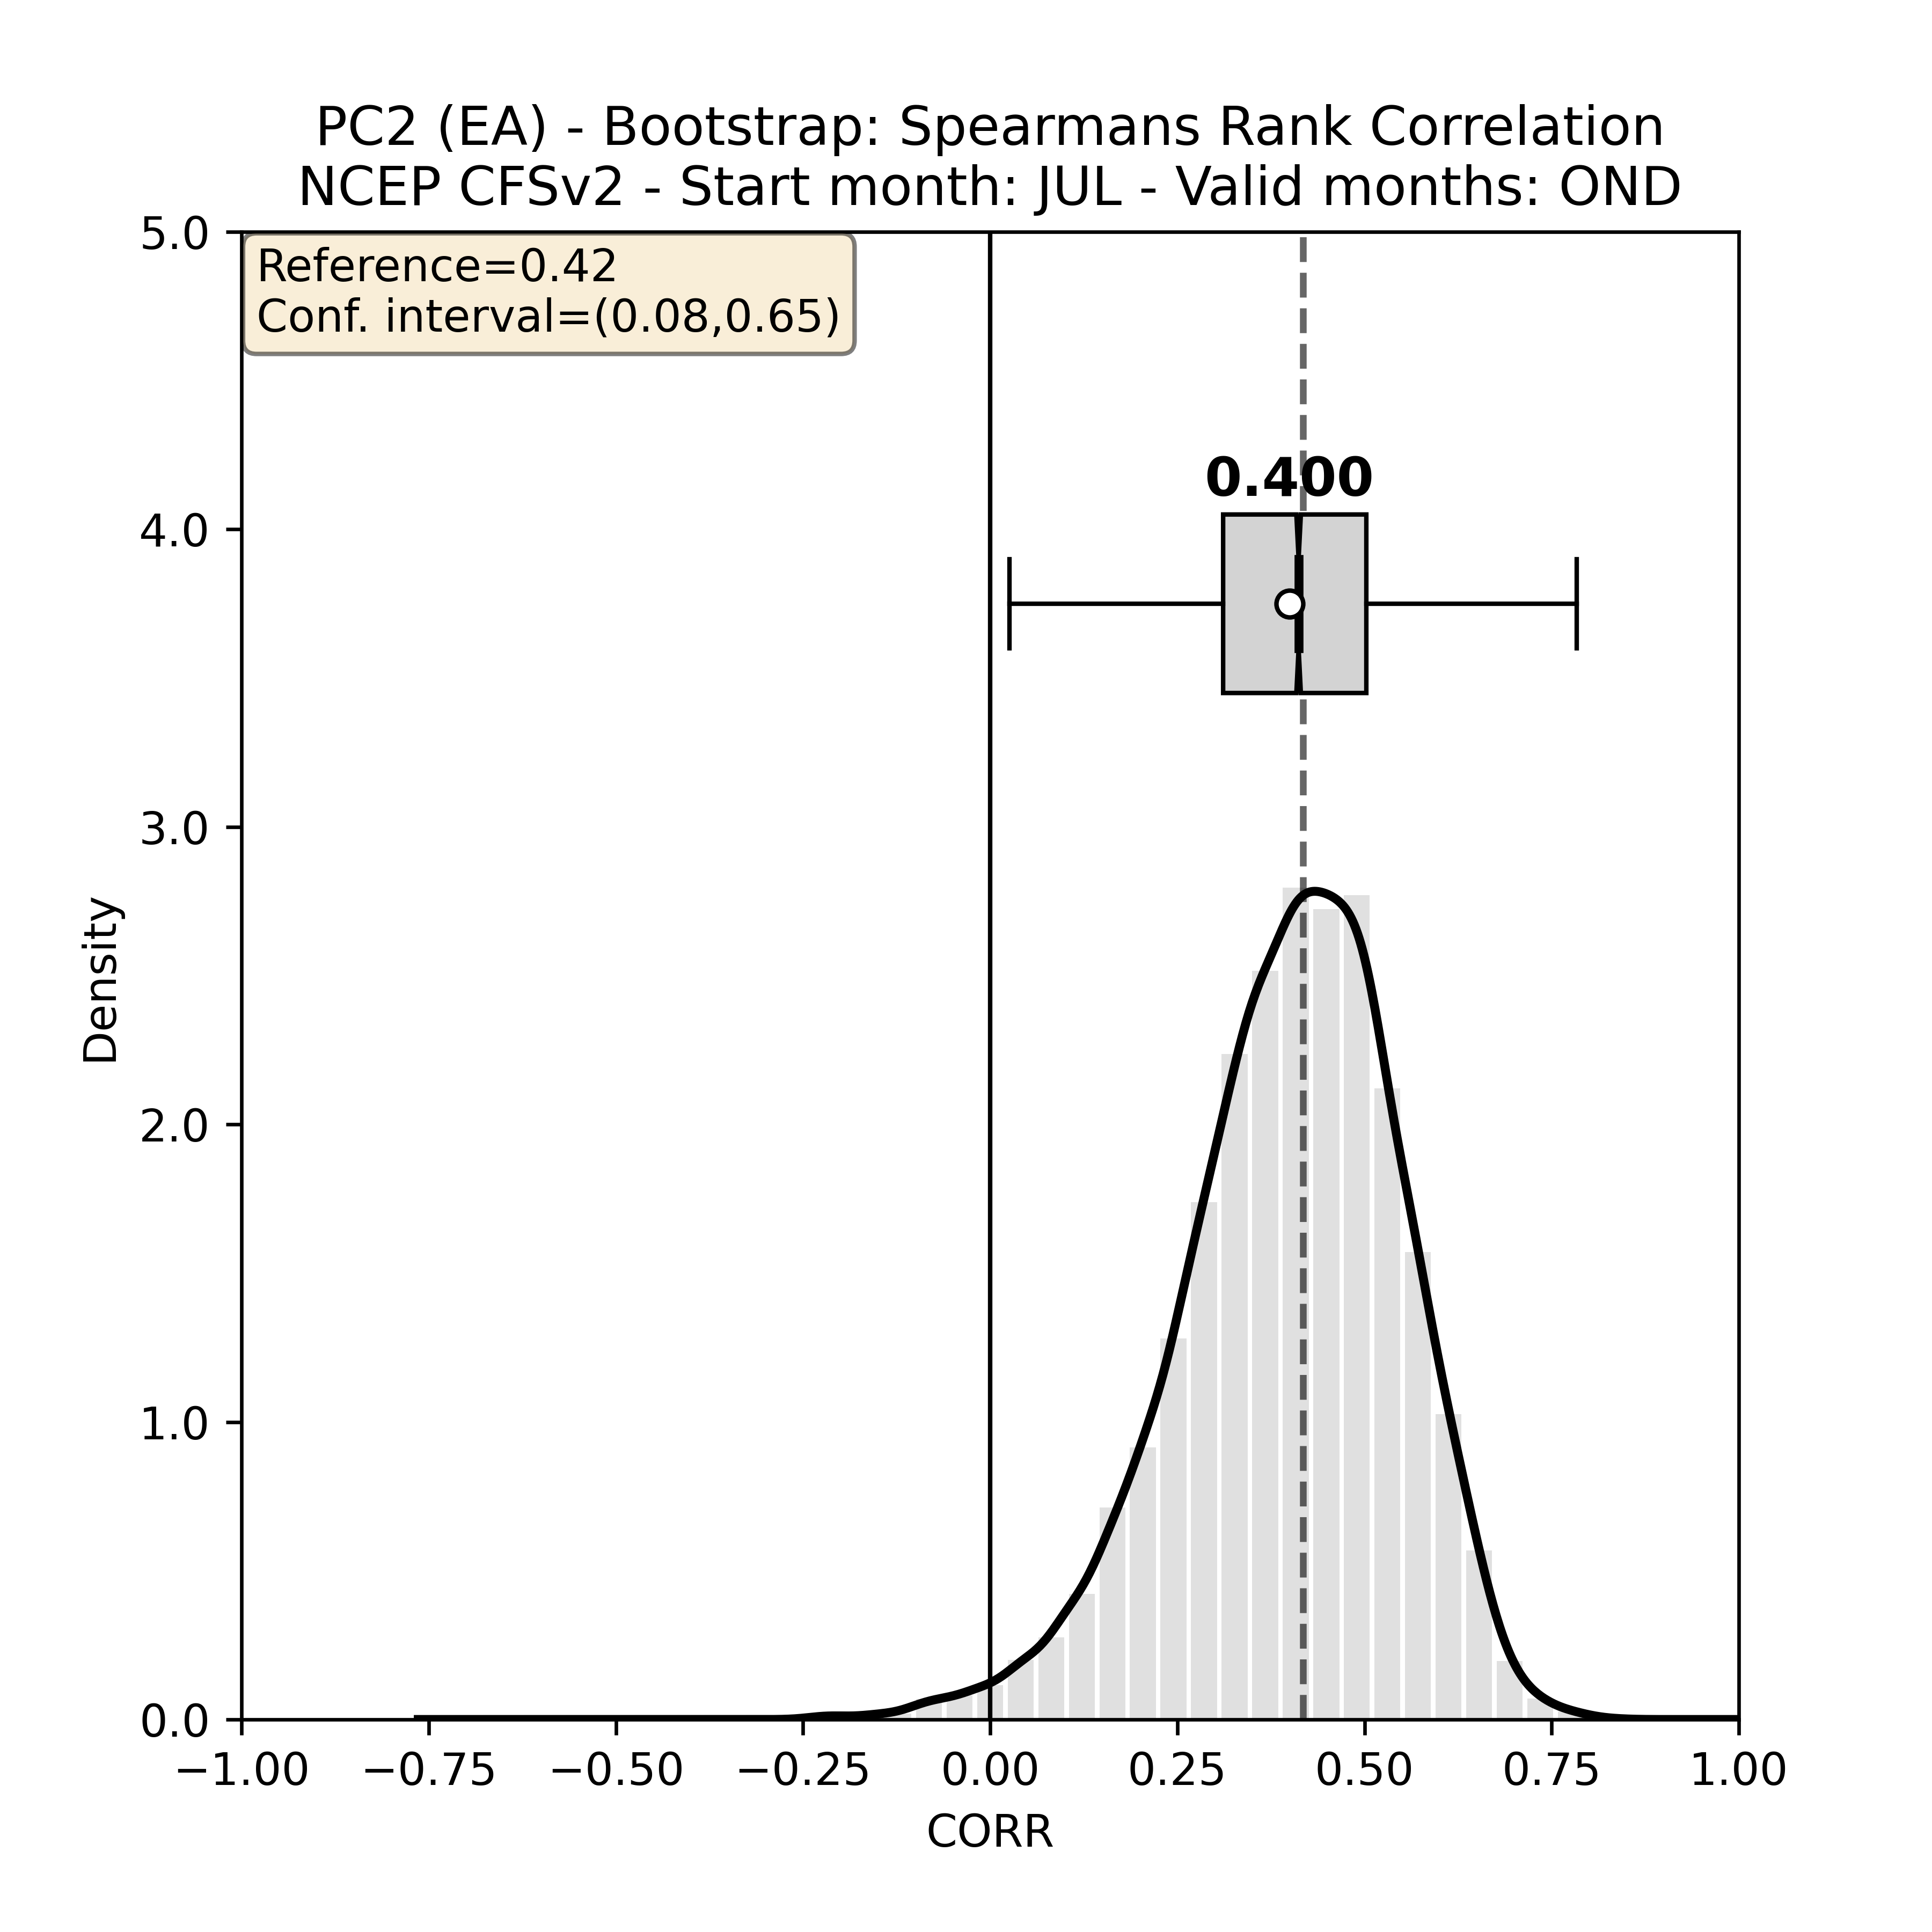 PC2 (EA) - Bootstrap: Spearmans Rank Correlation
NCEP CFSv2 - Start month: JUL - Valid months: OND
Reference=0.42
Conf. interval=(0.08,0.65)
0.400
5.0
4.0
3.0
2.0
1.0
0.0
Density
−1.00 −0.75 −0.50 −0.25 0.00 0.25 0.50 0.75 1.00
CORR